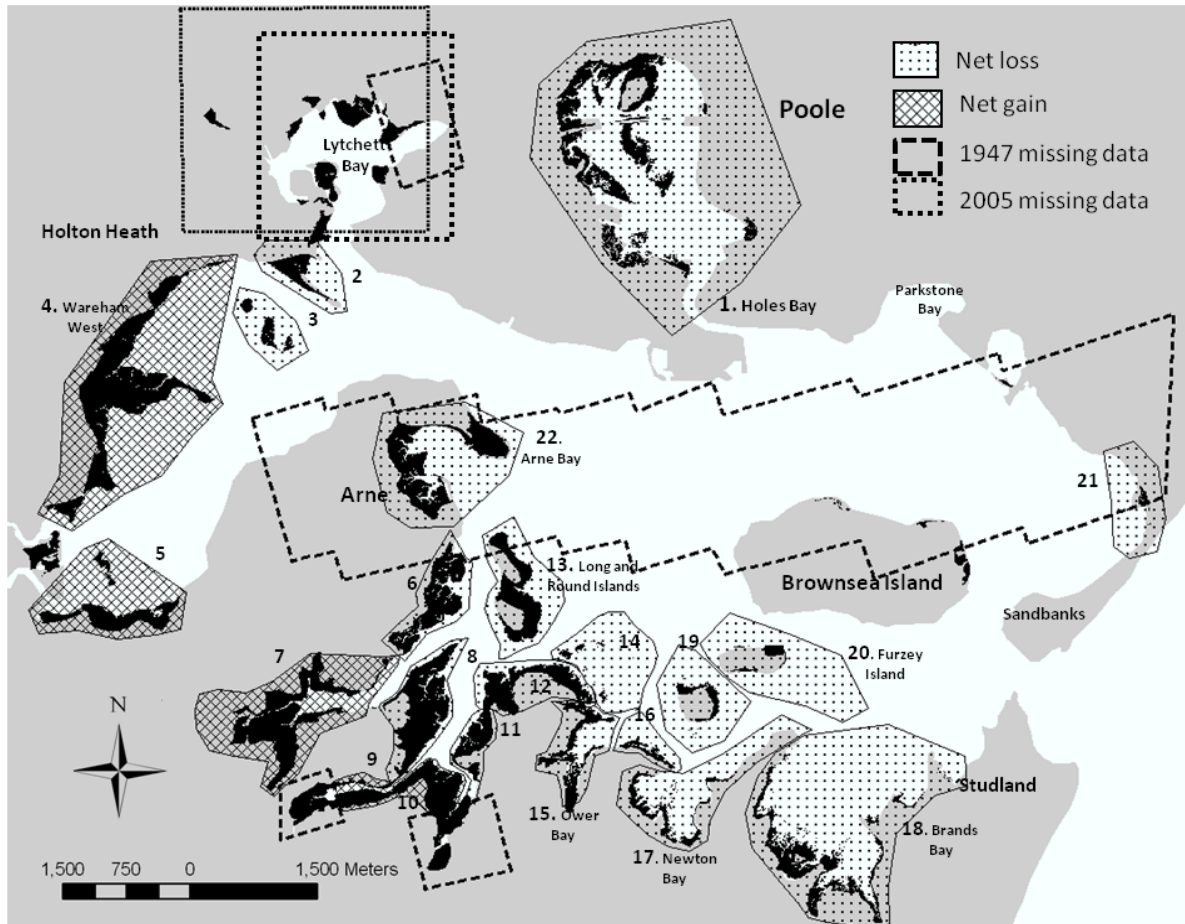 Net loss
Net gain
1947 missing data
2005 missing data
Poole
Lytchett
Bay
Holton Heath
2
3
4. Wareham
West
1. Holes Bay
Parkstone
Bay
22.
Arne Bay
Arne
21
5
6
13. Long and
Round Islands
Brownsea Island
Sandbanks
7
8
14
19
20. Furzey
Island
12
16
11
9
10
15. Ower
Bay
17. Newton
Bay
Studland
18. Brands
Bay
N
1,500 750 0 1,500 Meters